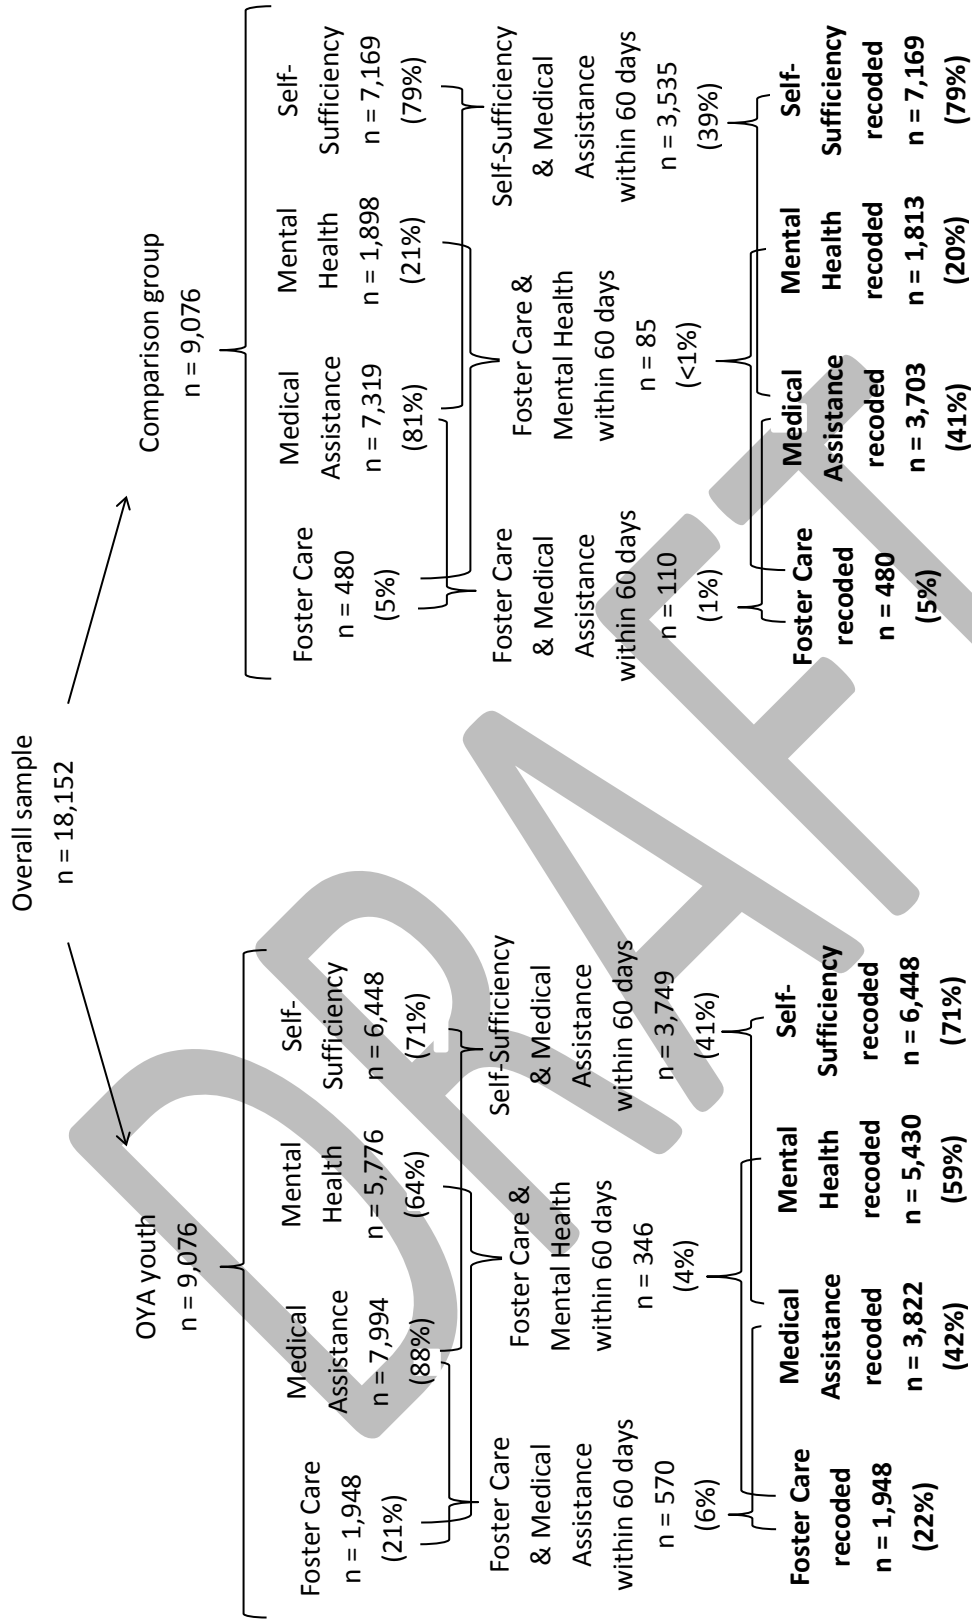 Overall sample
n = 18,152
OYA youth
n = 9,076
Comparison group
n = 9,076
Foster Care
n = 1,948
(21%)
Medical
Assistance
n = 7,994
(88%)
Mental
Health
n = 5,776
(64%)
Self-
Sufficiency
n = 6,448
(71%)
Foster Care
n = 480
(5%)
Medical
Assistance
n = 7,319
(81%)
Mental
Health
n = 1,898
(21%)
Self-
Sufficiency
n = 7,169
(79%)
Foster Care
& Medical
Assistance
within 60 days
n = 570
(6%)
Foster Care &
Mental Health
within 60 days
n = 346
(4%)
Self-Sufficiency
& Medical
Assistance
within 60 days
n = 3,749
(41%)
Foster Care
& Medical
Assistance
within 60 days
n = 110
(1%)
Foster Care &
Mental Health
within 60 days
n = 85
(<1%)
Self-Sufficiency
& Medical
Assistance
within 60 days
n = 3,535
(39%)
Foster Care
recoded
n = 1,948
(22%)
Medical
Assistance
recoded
n = 3,822
(42%)
Mental
Health
recoded
n = 5,430
(59%)
Self-
Sufficiency
recoded
n = 6,448
(71%)
Foster Care
recoded
n = 480
(5%)
Medical
Assistance
recoded
n = 3,703
(41%)
Mental
Health
recoded
n = 1,813
(20%)
Self-
Sufficiency
recoded
n = 7,169
(79%)
DRAFT